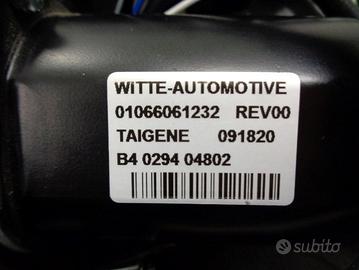 WITTE-AUTOMOTIVE
01066061232 REV00
TAIGENE 091820
B4 0294 04802
subito